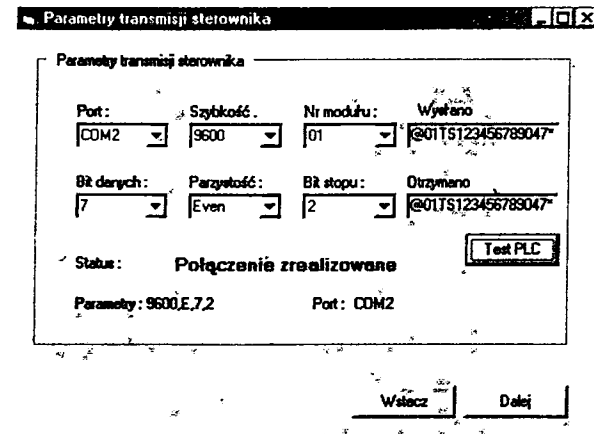 Parametry transmisji sterownika
Parametry transmisji sterownika
Port : Szybkość . Nr modułu : Wysłano
COM2 9600 01 @01TS123456789047*
Bit danych : Parzystość : Bit stopu : Otrzymano
7 Even 2 @01TS123456789047*
Test PLC
Status : Połączenie zrealizowane
Parametry : 9600,E,7,2 Port : COM2
Wstecz Dalej